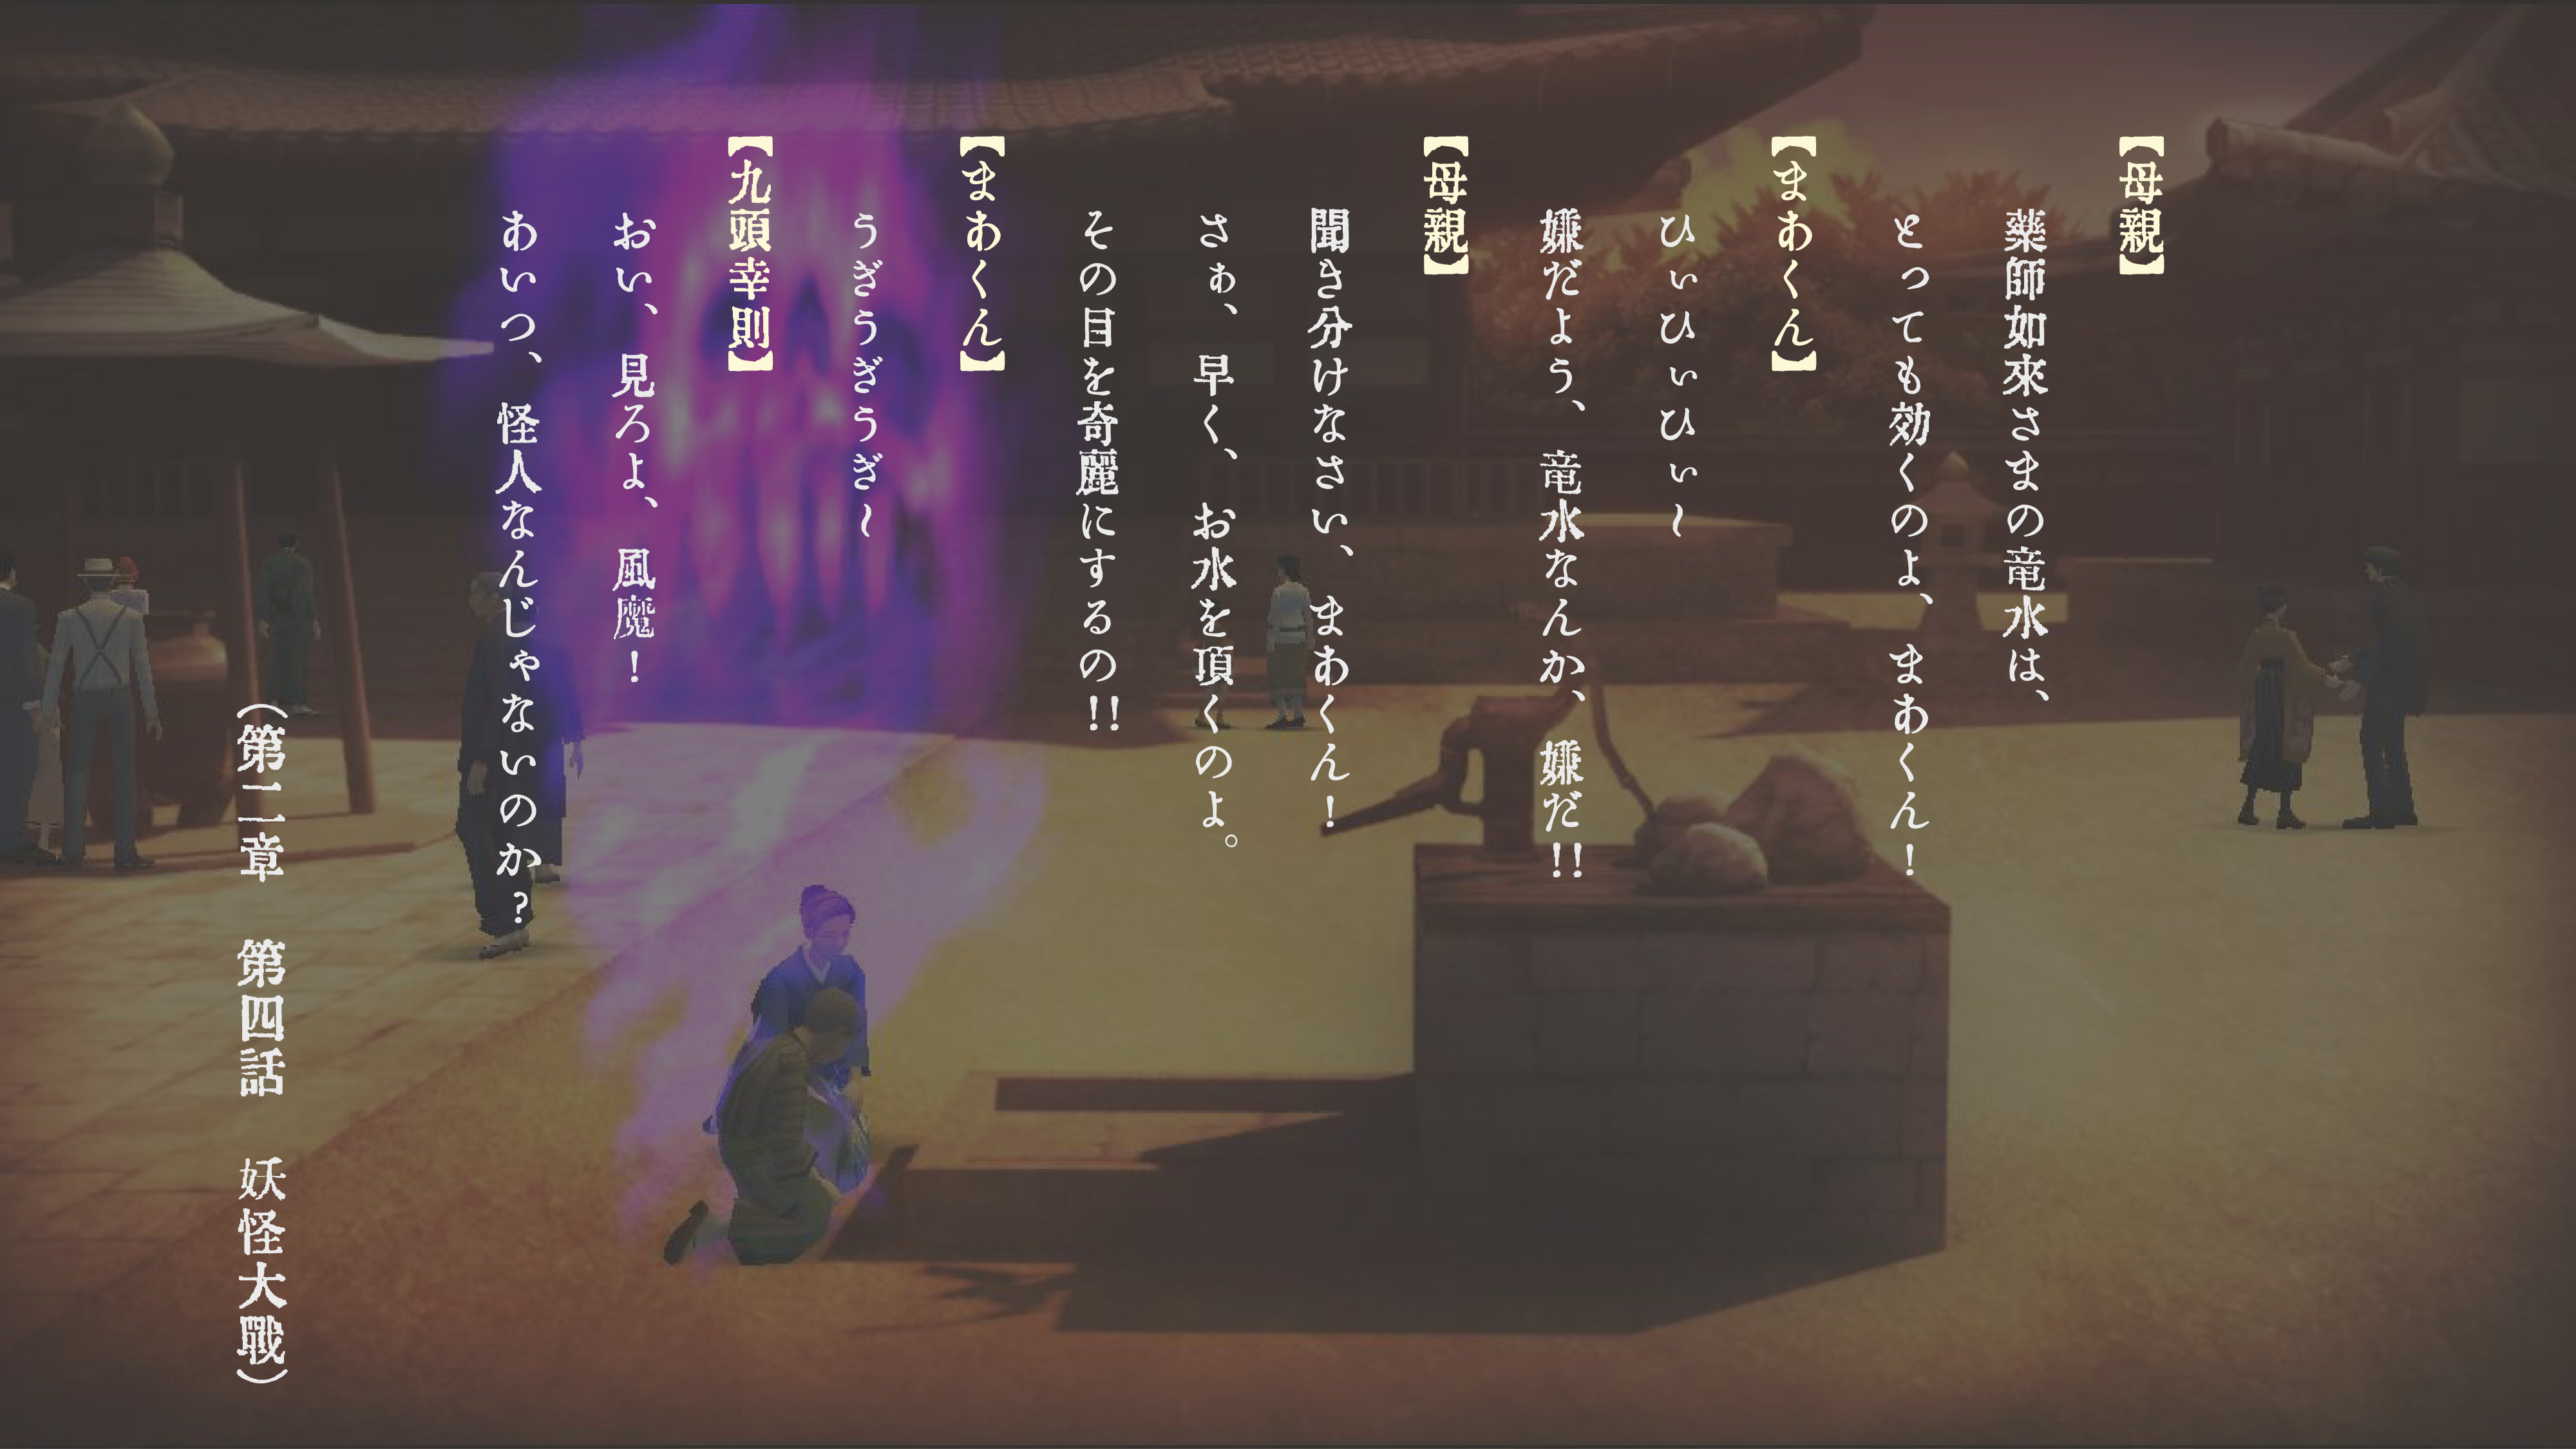 【母親】
薬師如來さまの竜水は、
とっても効くのよ、まあくん！
【まあくん】
ひぃひぃひぃ～
嫌だよう、竜水なんか、嫌だ!!
【母親】
聞き分けなさい、まあくん！
さぁ、早く、お水を頂くのよ。
その目を奇麗にするの!!
【まあくん】
うぎうぎうぎ～
【九頭幸則】
おい、見ろよ、風魔！
あいつ、怪人なんじゃないのか？
（第二章　第四話　妖怪大戰）